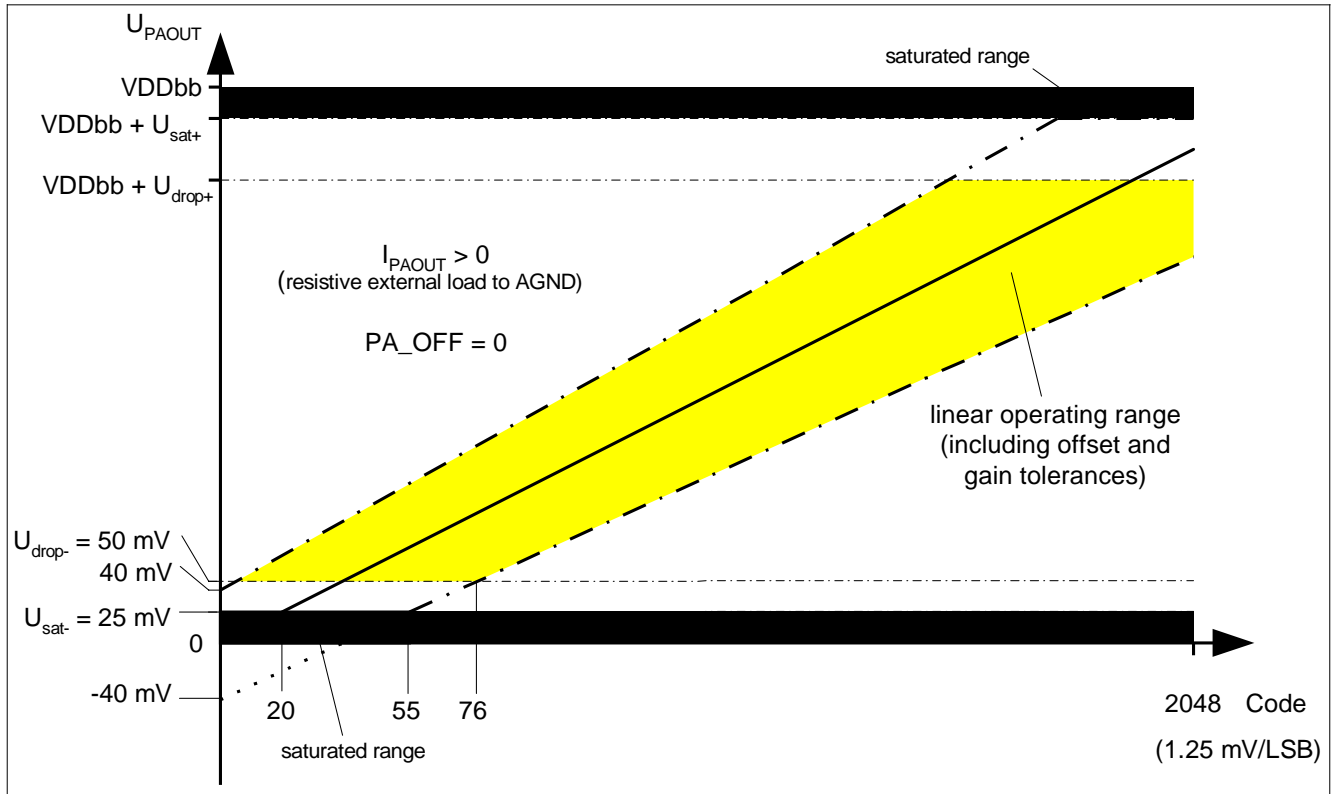 U_PAOUT
saturated range
VDDbb
VDDbb + U_sat+
VDDbb + U_drop+
I_PAOUT > 0
(resistive external load to AGND)
PA_OFF = 0
linear operating range
(including offset and
gain tolerances)
U_drop- = 50 mV
40 mV
U_sat- = 25 mV
0
-40 mV
20
55
76
2048 Code
saturated range
(1.25 mV/LSB)